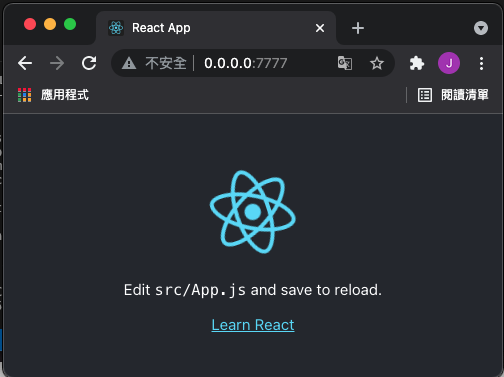 React App
不安全 0.0.0.0:7777
J
應用程式
閱讀清單
Edit src/App.js and save to reload.
Learn React